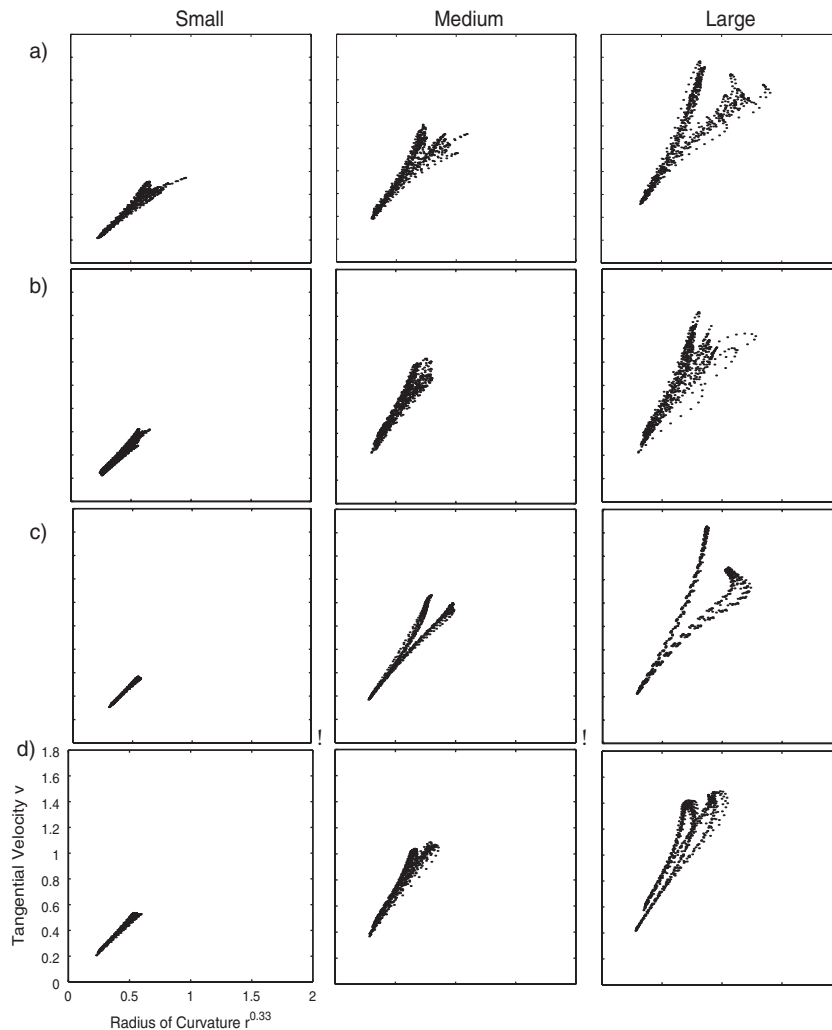 Small Medium Large
a)
b)
c)
! !
d)
1.8
1.6
1.4
1.2
1
0.8
0.6
0.4
0.2
0
Tangential Velocity v
0 0.5 1 1.5 2
Radius of Curvature r^0.33